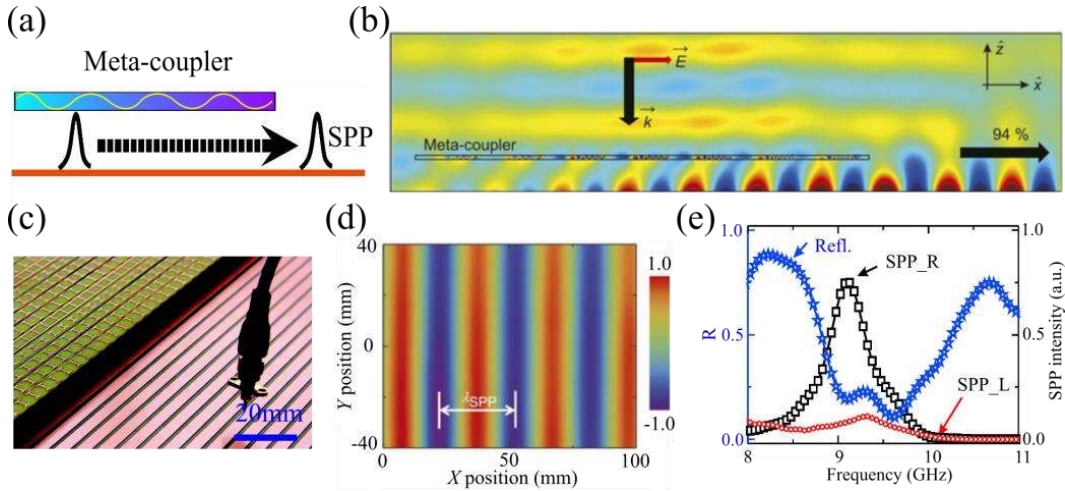 (a)
Meta-coupler
SPP
(b)
E
k
ẑ
x̂
Meta-coupler
94 %
(c)
20mm
(d)
Y position (mm)
40
0
-40
λSPP
1.0
-1.0
0
50
100
X position (mm)
(e)
R
1.0
0.5
0.0
Refl.
SPP_R
SPP_L
1.0
0.5
0.0
SPP intensity (a.u.)
8
9
10
11
Frequency (GHz)